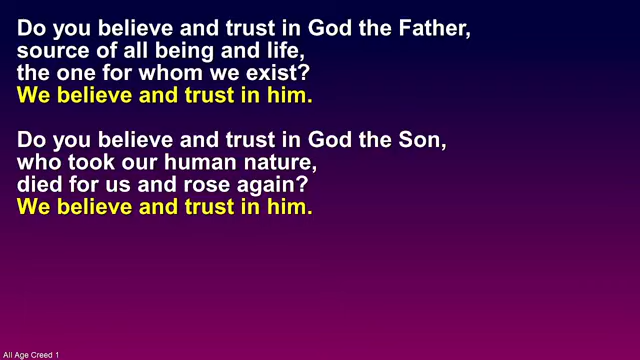 Do you believe and trust in God the Father,
source of all being and life,
the one for whom we exist?
We believe and trust in him.
Do you believe and trust in God the Son,
who took our human nature,
died for us and rose again?
We believe and trust in him.
All Age Creed 1